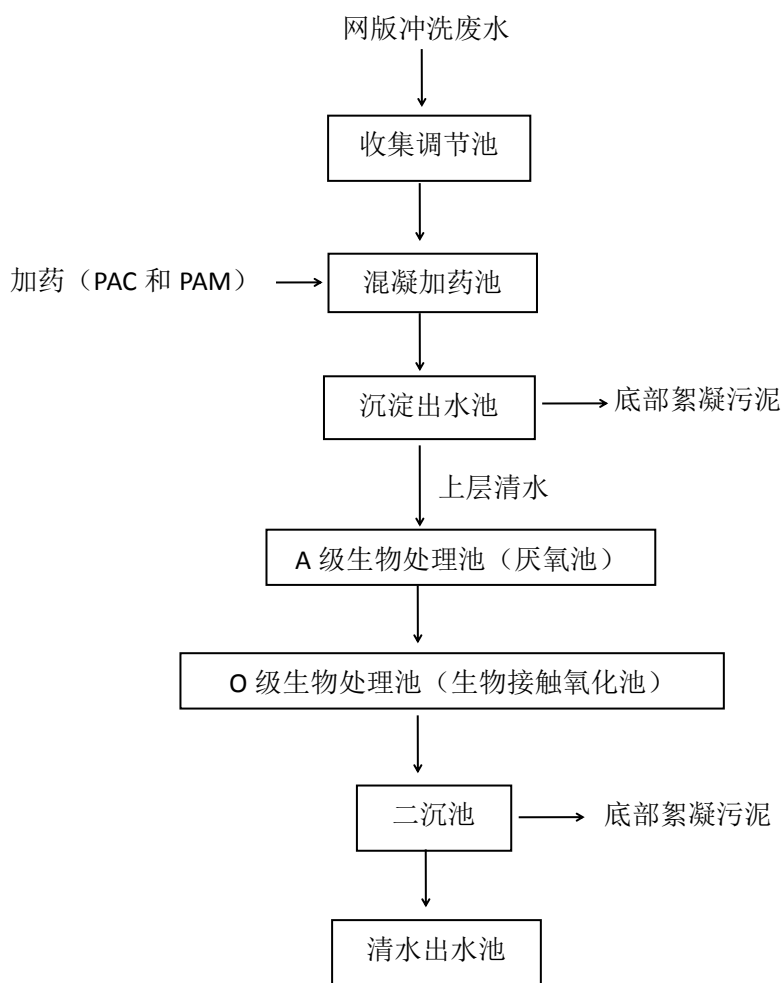 网版冲洗废水
收集调节池
加药（PAC 和 PAM）
混凝加药池
沉淀出水池
底部絮凝污泥
上层清水
A 级生物处理池（厌氧池）
O 级生物处理池（生物接触氧化池）
二沉池
底部絮凝污泥
清水出水池